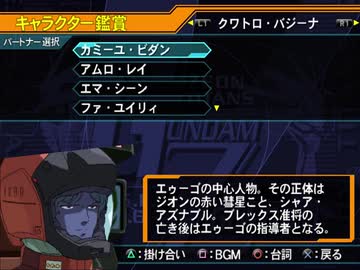 キャラクター鑑賞
L1 クワトロ・バジーナ R1
パートナー選択
カミーユ・ビダン
アムロ・レイ
エマ・シーン
ファ・ユイリィ
エゥーゴの中心人物。その正体は
ジオンの赤い彗星こと、シャア・
アズナブル。ブレックス准将の
亡き後はエゥーゴの指導者となる。
△:掛け合い □:BGM ○:台詞 ×:戻る